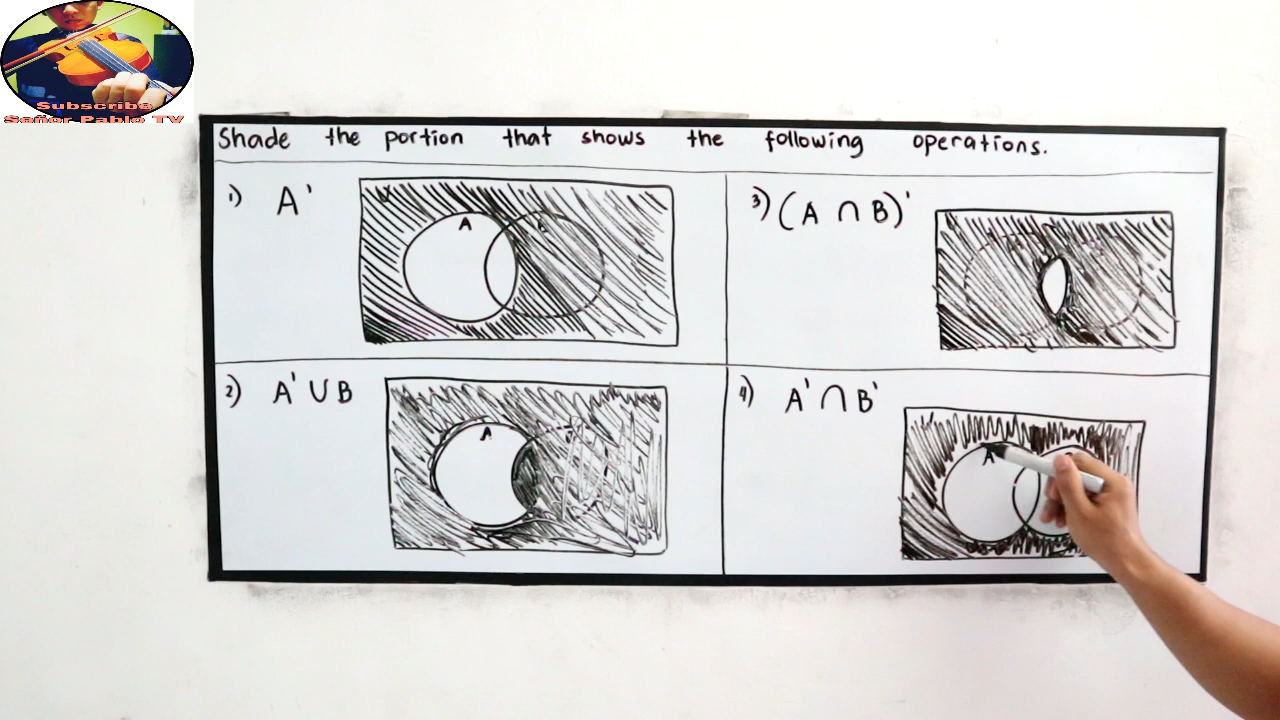 Subscribe
Señor Pablo TV
Shade the portion that shows the following operations.
1) A'
A
2) A' ∪ B
A
3) (A ∩ B)'
4) A' ∩ B'
A